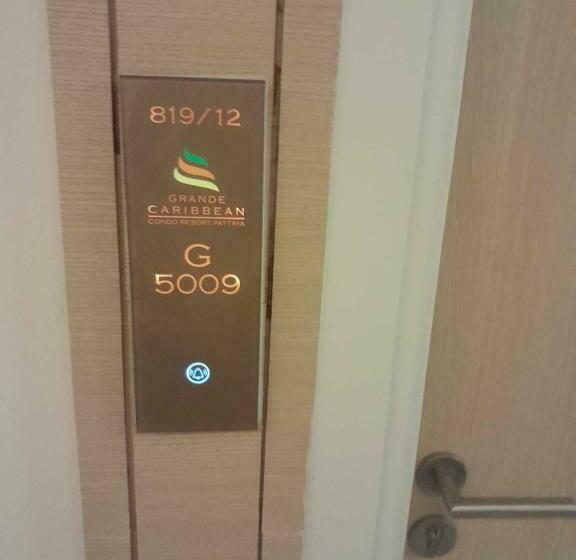 819/12
GRANDE
CARIBBEAN
CONDO RESORT PATTAYA
G
5009